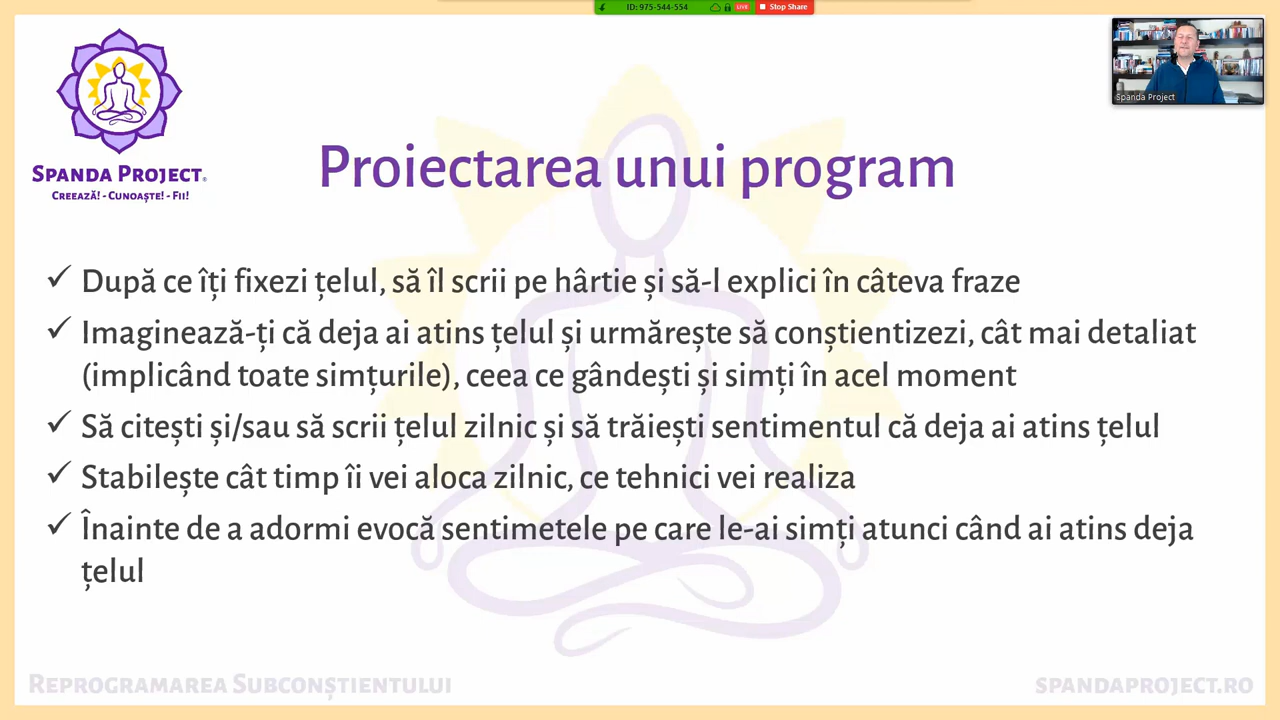 ID: 975-544-554 LIVE Stop Share
Spanda Project
SPANDA PROJECT®
CREEAZĂ! - CUNOAȘTE! - FII!
Proiectarea unui program
✓ După ce îți fixezi țelul, să îl scrii pe hârtie și să-l explici în câteva fraze
✓ Imaginează-ți că deja ai atins țelul și urmărește să conștientizezi, cât mai detaliat
(implicând toate simțurile), ceea ce gândești și simți în acel moment
✓ Să citești și/sau să scrii țelul zilnic și să trăiești sentimentul că deja ai atins țelul
✓ Stabilește cât timp îi vei aloca zilnic, ce tehnici vei realiza
✓ Înainte de a adormi evocă sentimetele pe care le-ai simți atunci când ai atins deja
țelul
REPROGRAMAREA SUBCONȘTIENTULUI
SPANDAPROJECT.RO